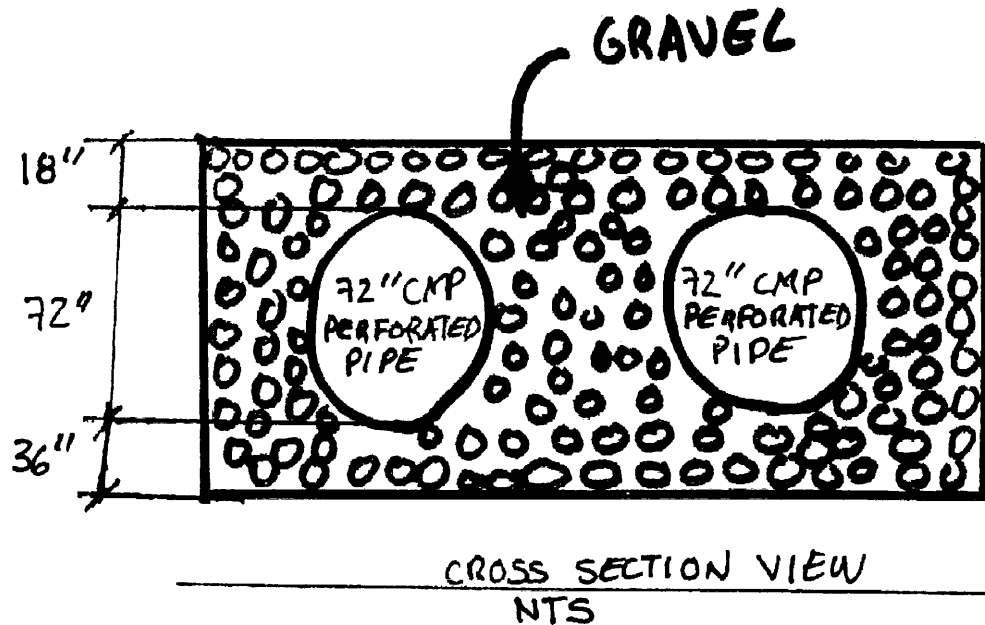 GRAVEL
18"
72"
36"
72" CMP
PERFORATED
PIPE
72" CMP
PERFORATED
PIPE
CROSS SECTION VIEW
NTS